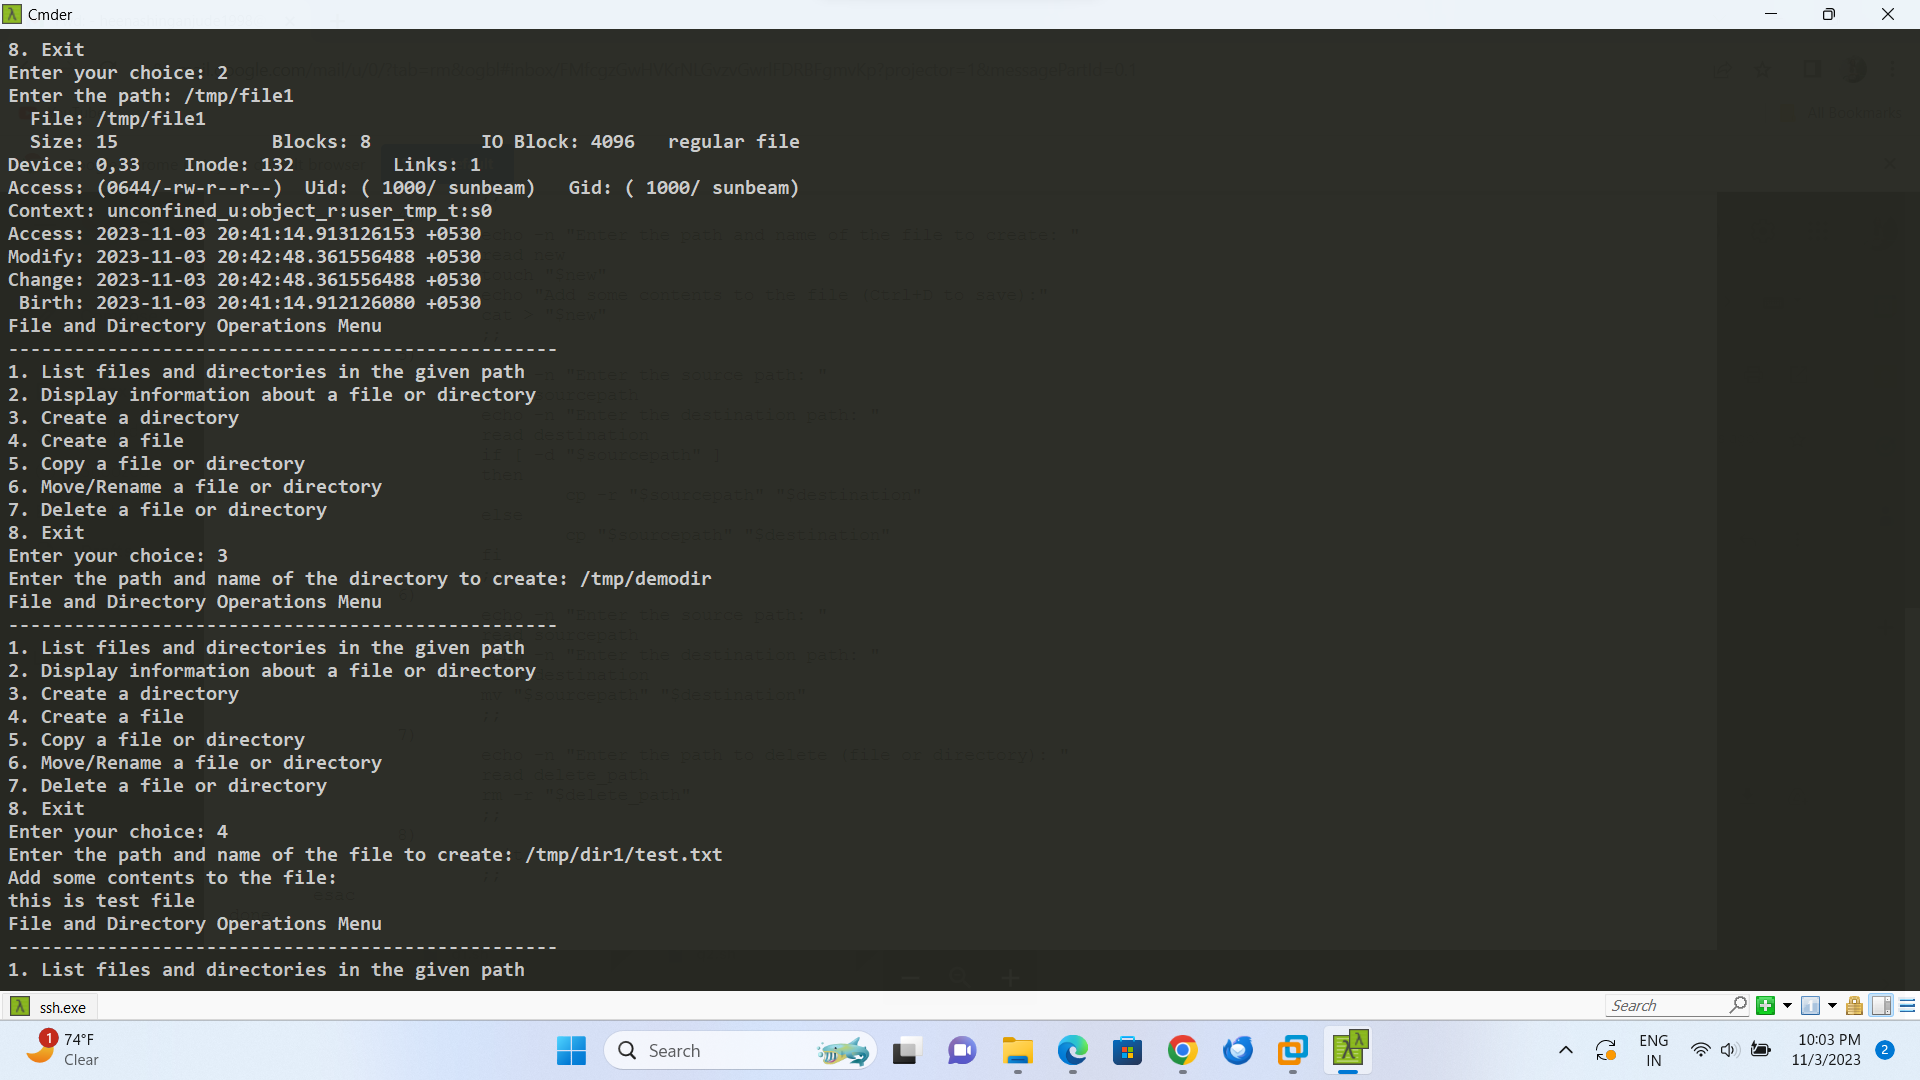 Cmder
8. Exit
Enter your choice: 2
Enter the path: /tmp/file1
  File: /tmp/file1
  Size: 15              Blocks: 8          IO Block: 4096   regular file
Device: 0,33    Inode: 132         Links: 1
Access: (0644/-rw-r--r--)  Uid: ( 1000/ sunbeam)   Gid: ( 1000/ sunbeam)
Context: unconfined_u:object_r:user_tmp_t:s0
Access: 2023-11-03 20:41:14.913126153 +0530
Modify: 2023-11-03 20:42:48.361556488 +0530
Change: 2023-11-03 20:42:48.361556488 +0530
 Birth: 2023-11-03 20:41:14.912126080 +0530
File and Directory Operations Menu
--------------------------------------------------
1. List files and directories in the given path
2. Display information about a file or directory
3. Create a directory
4. Create a file
5. Copy a file or directory
6. Move/Rename a file or directory
7. Delete a file or directory
8. Exit
Enter your choice: 3
Enter the path and name of the directory to create: /tmp/demodir
File and Directory Operations Menu
--------------------------------------------------
1. List files and directories in the given path
2. Display information about a file or directory
3. Create a directory
4. Create a file
5. Copy a file or directory
6. Move/Rename a file or directory
7. Delete a file or directory
8. Exit
Enter your choice: 4
Enter the path and name of the file to create: /tmp/dir1/test.txt
Add some contents to the file:
this is test file
File and Directory Operations Menu
--------------------------------------------------
1. List files and directories in the given path
ssh.exe
Search
1
74°F
Clear
Search
ENG
IN
10:03 PM
11/3/2023
2